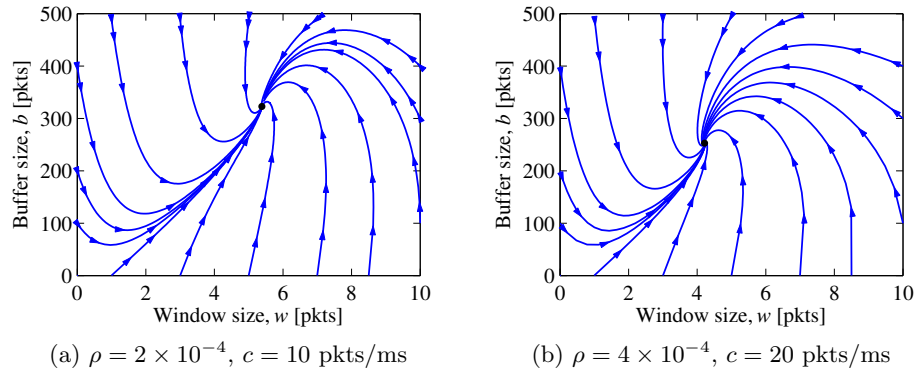 500
400
300
200
100
0
Buffer size, b [pkts]
0 2 4 6 8 10
Window size, w [pkts]
(a) ρ = 2 × 10⁻⁴, c = 10 pkts/ms
500
400
300
200
100
0
Buffer size, b [pkts]
0 2 4 6 8 10
Window size, w [pkts]
(b) ρ = 4 × 10⁻⁴, c = 20 pkts/ms